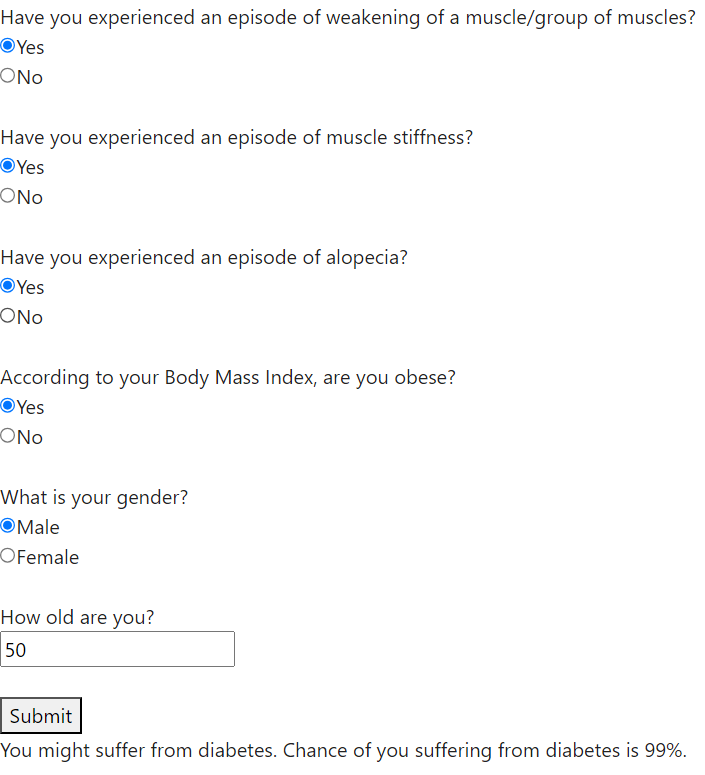 Have you experienced an episode of weakening of a muscle/group of muscles?
Yes
No
Have you experienced an episode of muscle stiffness?
Yes
No
Have you experienced an episode of alopecia?
Yes
No
According to your Body Mass Index, are you obese?
Yes
No
What is your gender?
Male
Female
How old are you?
50
Submit
You might suffer from diabetes. Chance of you suffering from diabetes is 99%.